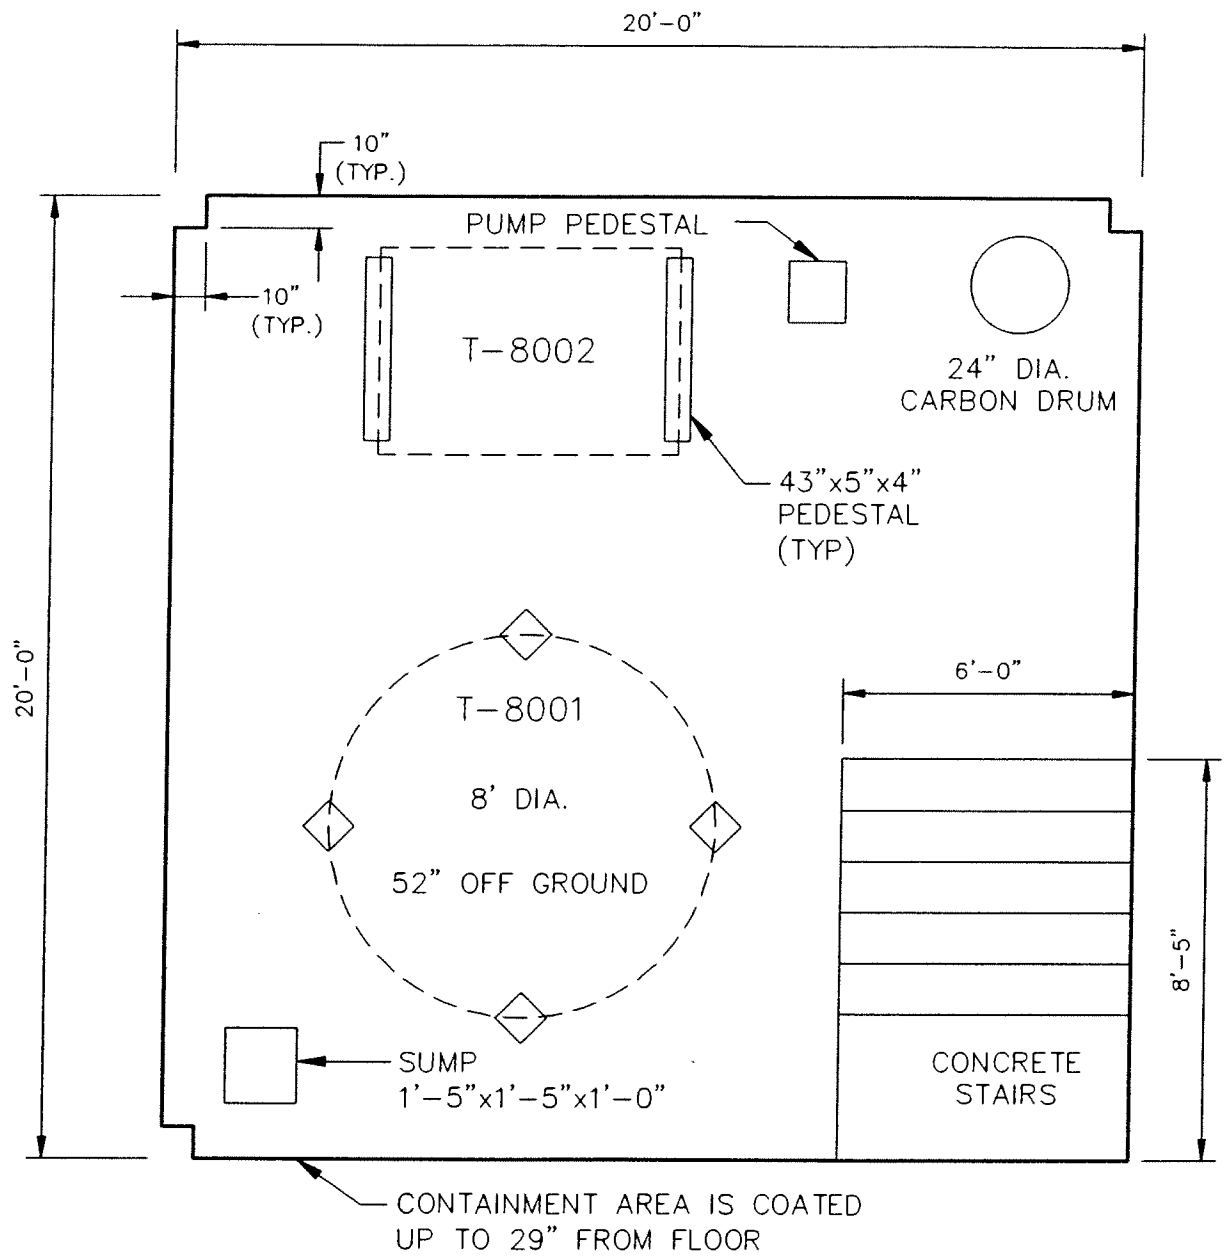 20'-0"
10"
(TYP.)
PUMP PEDESTAL
10"
(TYP.)
T-8002
24" DIA.
CARBON DRUM
43"x5"x4"
PEDESTAL
(TYP)
20'-0"
6'-0"
T-8001
8' DIA.
52" OFF GROUND
8'-5"
SUMP
1'-5"x1'-5"x1'-0"
CONCRETE
STAIRS
CONTAINMENT AREA IS COATED
UP TO 29" FROM FLOOR